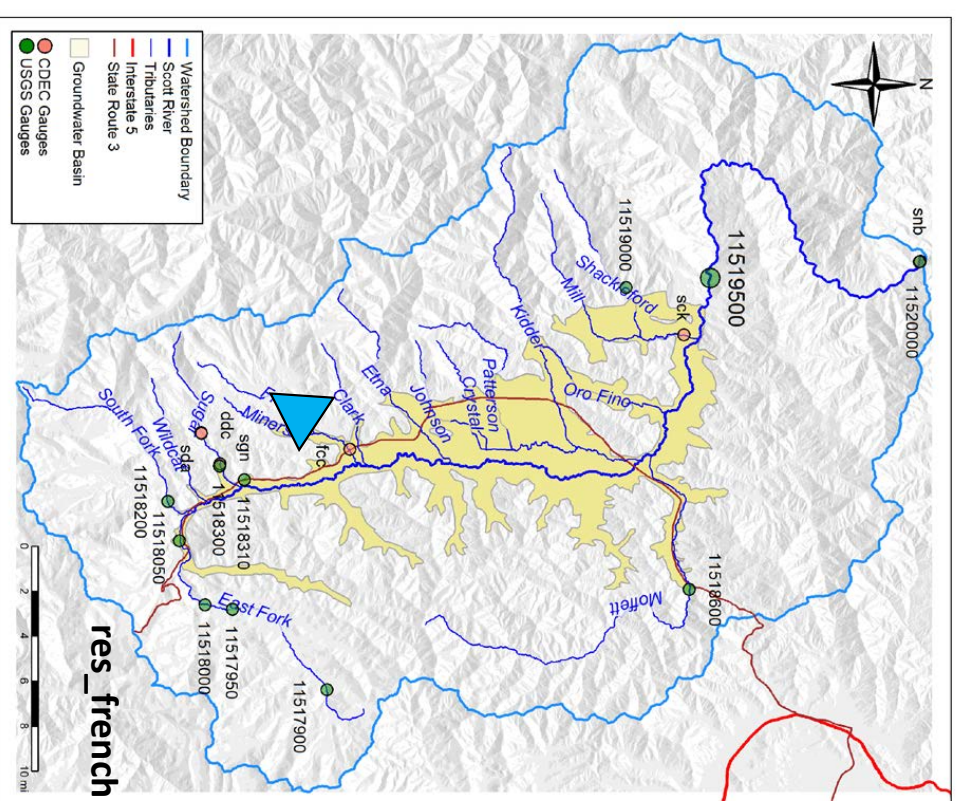 N
snb
11520000
11519500
11519000
Shackleford
Mill
sck
Kidder
Oro Fino
Patterson
Crystal
Johnson
Etna
Clark
fcc
Miners
Sugar
ddc
sgn
Wildcat
sda
South Fork
11518310
11518300
11518200
11518050
East Fork
11518000
11517950
11517900
Moffett
11518600
Watershed Boundary
Scott River
Tributaries
Interstate 5
State Route 3
Groundwater Basin
CDEC Gauges
USGS Gauges
0 2 4 6 8 10 mi
res_french